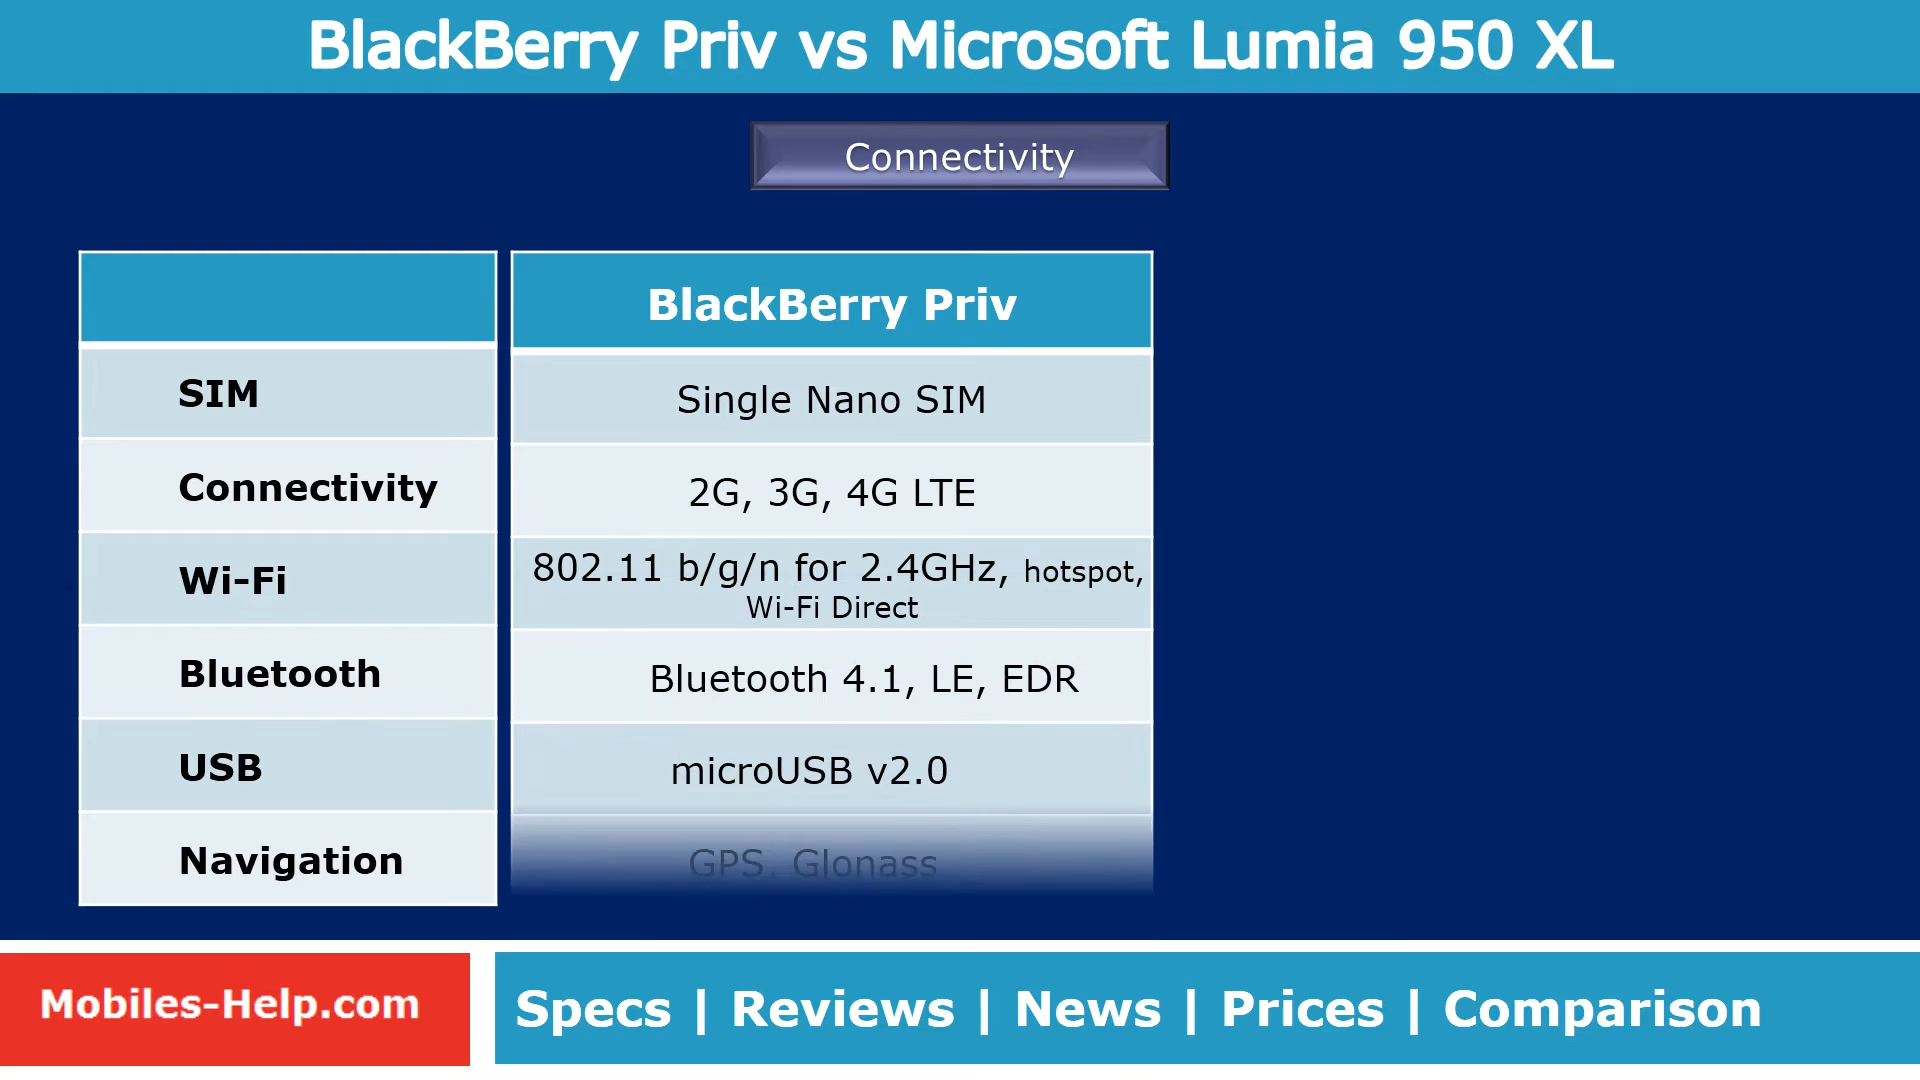 BlackBerry Priv vs Microsoft Lumia 950 XL
Connectivity
BlackBerry Priv
SIM
Single Nano SIM
Connectivity
2G, 3G, 4G LTE
Wi-Fi
802.11 b/g/n for 2.4GHz, hotspot,
Wi-Fi Direct
Bluetooth
Bluetooth 4.1, LE, EDR
USB
microUSB v2.0
Navigation
GPS, Glonass
Mobiles-Help.com
Specs | Reviews | News | Prices | Comparison